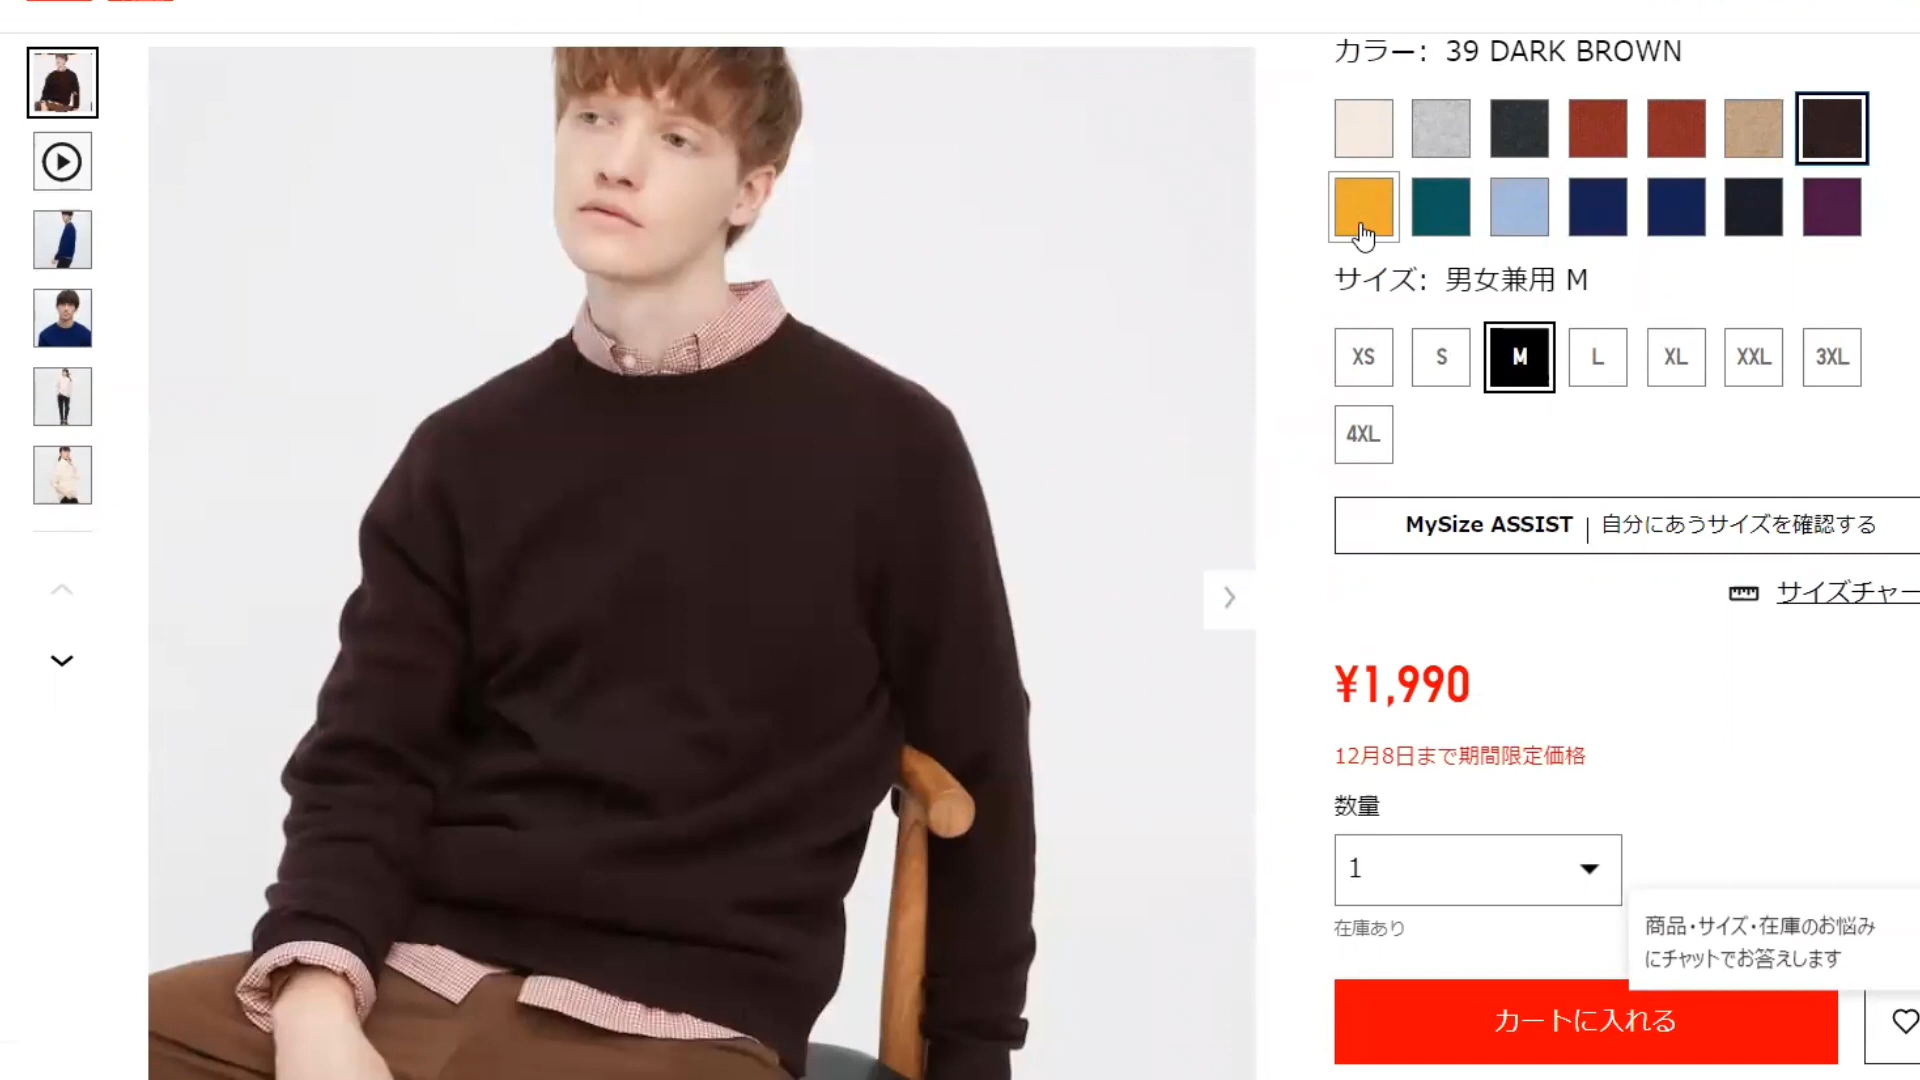 カラー: 39 DARK BROWN
サイズ: 男女兼用 M
XS S M L XL XXL 3XL
4XL
MySize ASSIST | 自分にあうサイズを確認する
サイズチャー
¥1,990
12月8日まで期間限定価格
数量
1
在庫あり
商品・サイズ・在庫のお悩み
にチャットでお答えします
カートに入れる